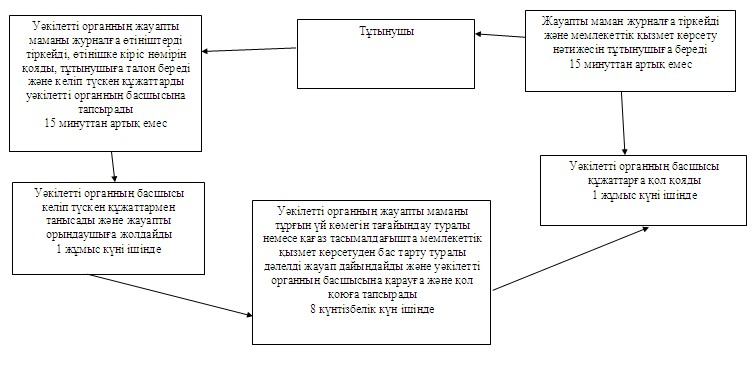 Уәкілетті органның жауапты
маманы журналға өтініштерді
тіркейді, өтінішке кіріс нөмірін
қояды, тұтынушыға талон береді
және келіп түскен құжаттарды
уәкілетті органның басшысына
тапсырады
15 минуттан артық емес
Тұтынушы
Жауапты маман журналға тіркейді
және мемлекеттік қызмет көрсету
нәтижесін тұтынушыға береді
15 минуттан артық емес
Уәкілетті органның басшысы
келіп түскен құжаттармен
танысады және жауапты
орындаушыға жолдайды
1 жұмыс күні ішінде
Уәкілетті органның жауапты маманы
тұрғын үй көмегін тағайындау туралы
немесе қағаз тасымалдағышта мемлекеттік
қызмет көрсетуден бас тарту туралы
дәлелді жауап дайындайды және уәкілетті
органның басшысына қарауға және қол
қоюға тапсырады
8 күнтізбелік күн ішінде
Уәкілетті органның басшысы
құжаттарға қол қояды
1 жұмыс күні ішінде